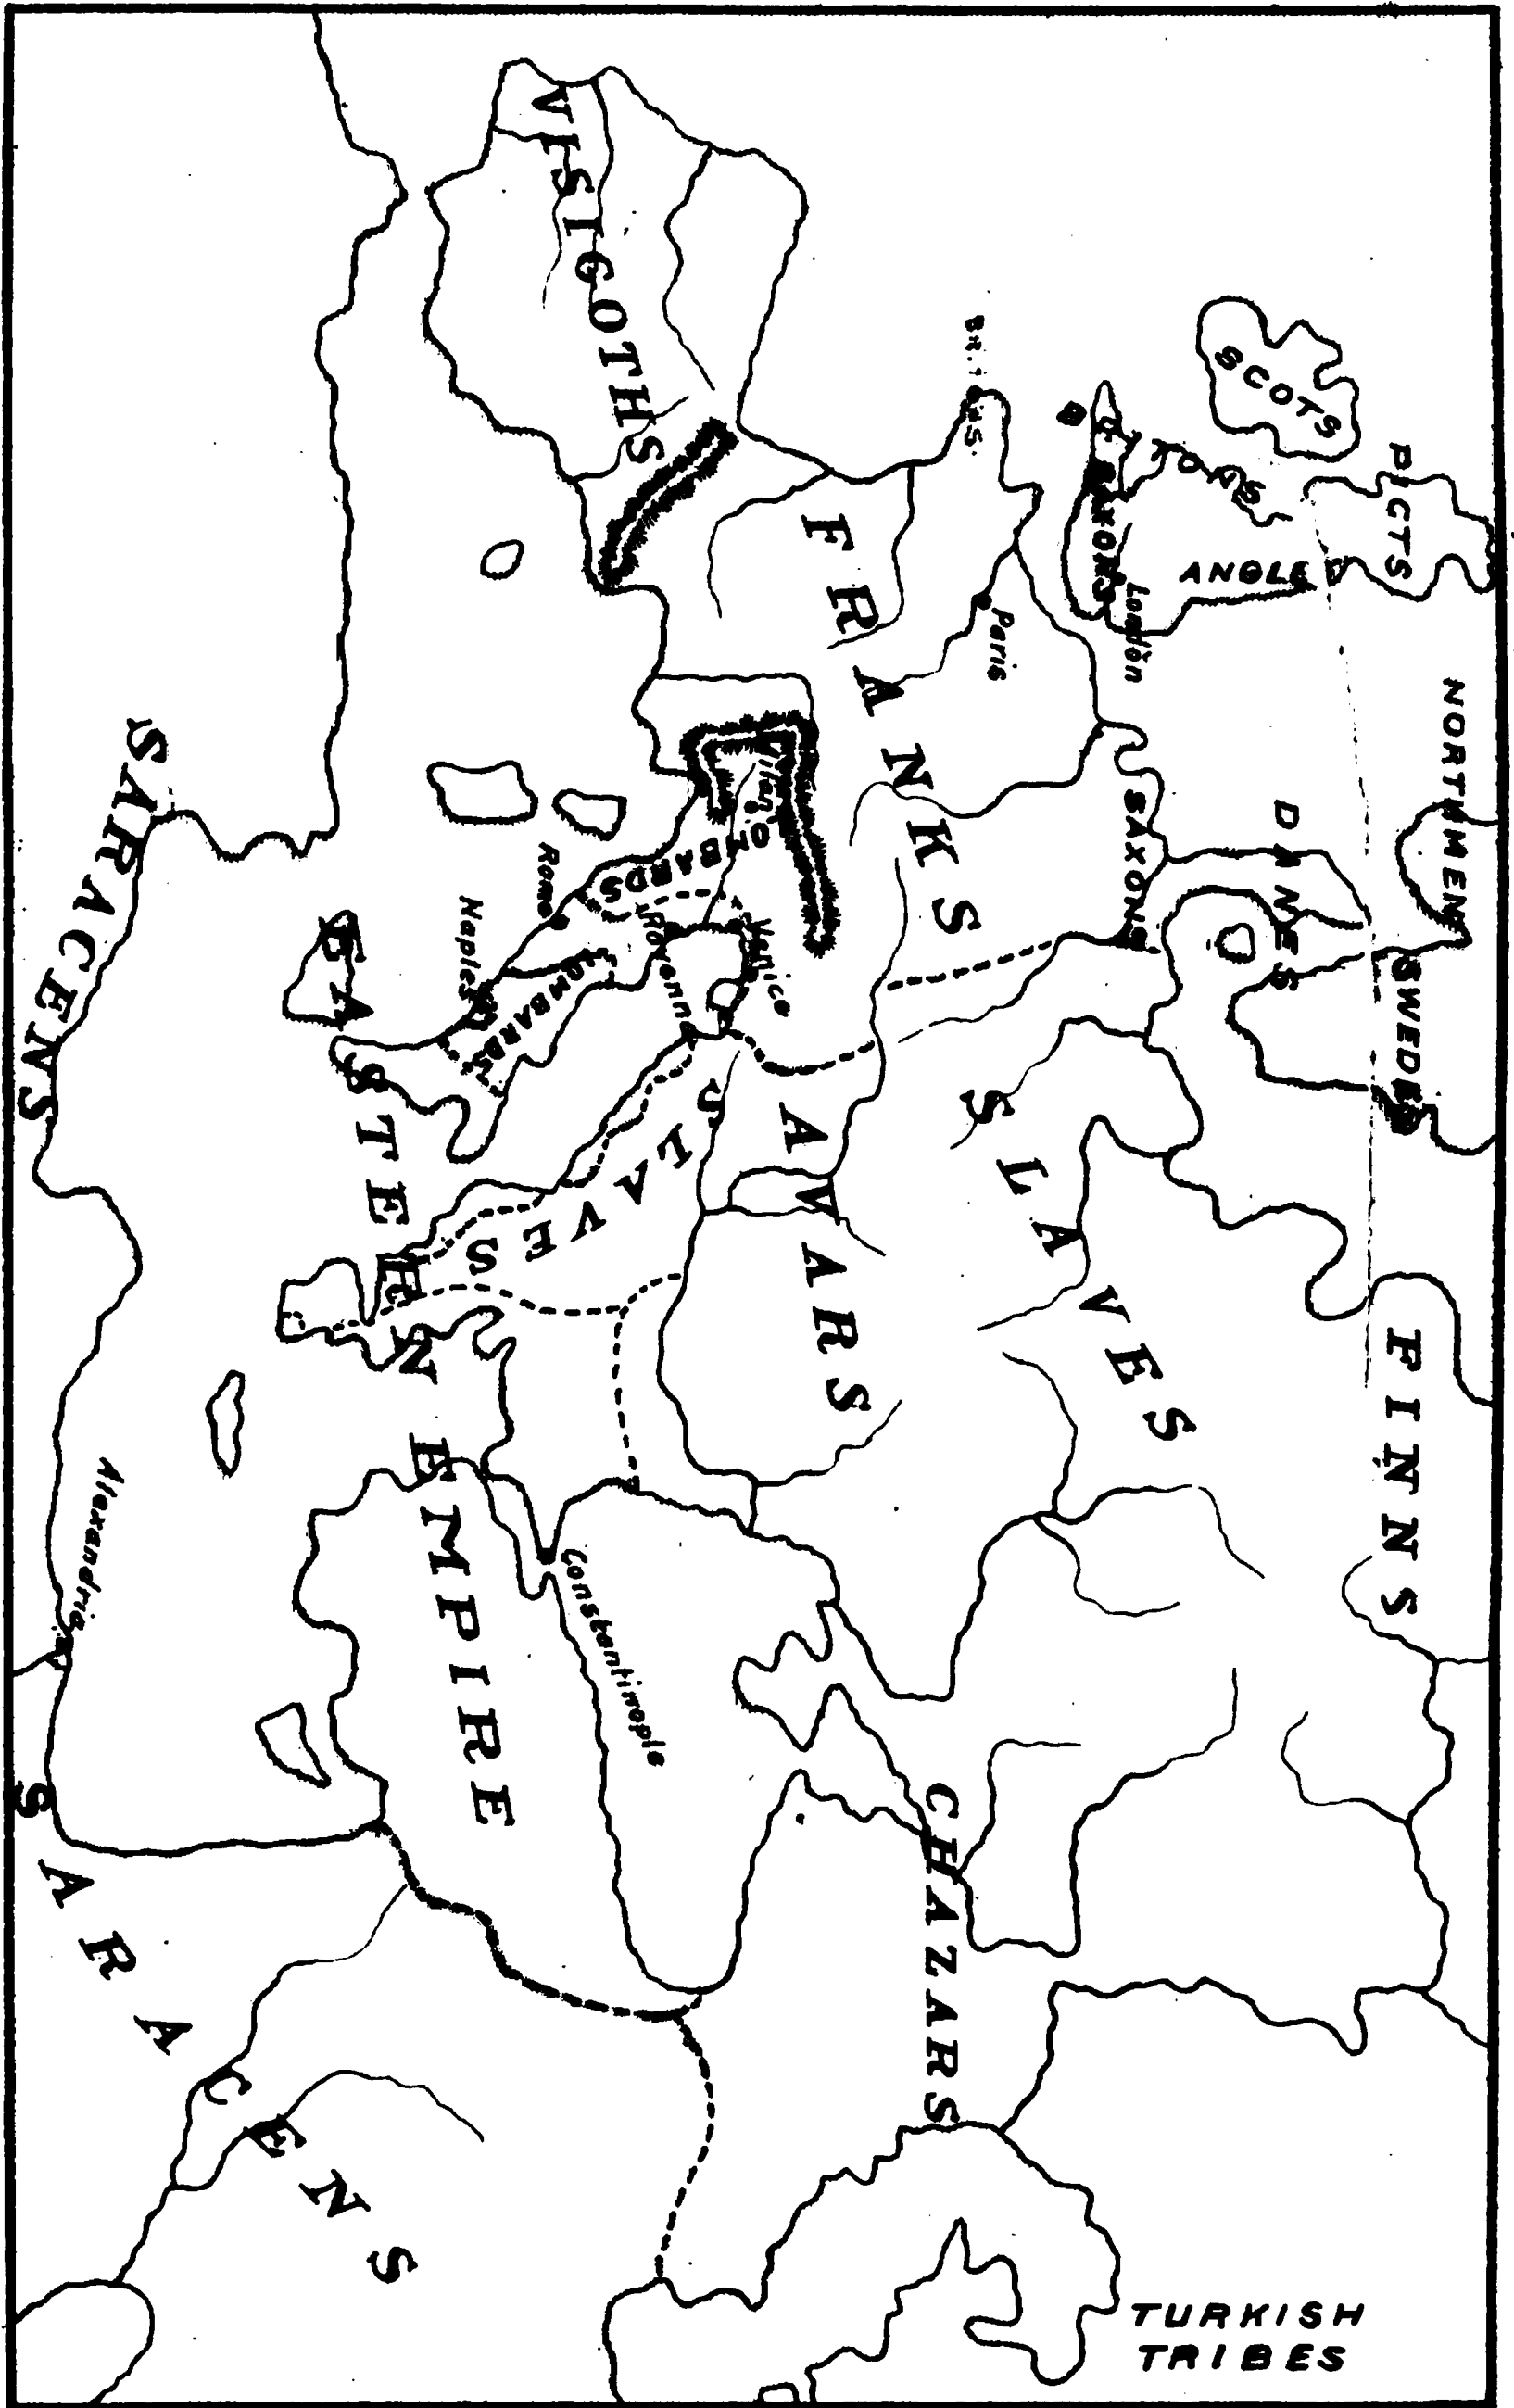 SCOTS
PICTS
BRITONS
ANGLES
SAXONS
London
NORTHMEN
SWEDES
DANES
FINNS
SAXONS
Paris
FRANKS
SLAVES
VISIGOTHS
Milan
LOMBARDS
Venice
Ravenna
AVARS
SLAVES
Rome
Naples
LOMBARDS
CHAZARS
TURKISH
TRIBES
EASTERN EMPIRE
Constantinople
Alexandria
SARACENS
SARACENS